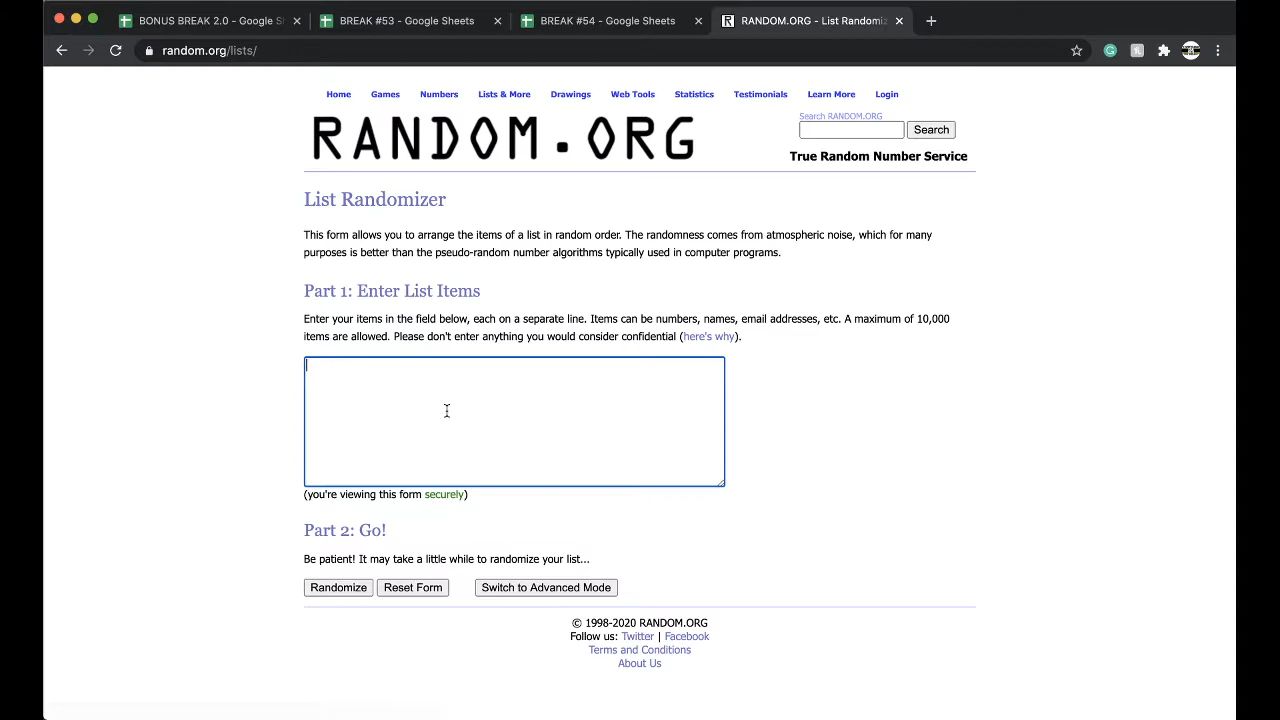 BONUS BREAK 2.0 - Google S
BREAK #53 - Google Sheets
BREAK #54 - Google Sheets
RANDOM.ORG - List Randomiz
random.org/lists/
Home Games Numbers Lists & More Drawings Web Tools Statistics Testimonials Learn More Login
RANDOM.ORG
Search RANDOM.ORG
Search
True Random Number Service
List Randomizer
This form allows you to arrange the items of a list in random order. The randomness comes from atmospheric noise, which for many
purposes is better than the pseudo-random number algorithms typically used in computer programs.
Part 1: Enter List Items
Enter your items in the field below, each on a separate line. Items can be numbers, names, email addresses, etc. A maximum of 10,000
items are allowed. Please don't enter anything you would consider confidential (here's why).
(you're viewing this form securely)
Part 2: Go!
Be patient! It may take a little while to randomize your list...
Randomize Reset Form Switch to Advanced Mode
© 1998-2020 RANDOM.ORG
Follow us: Twitter | Facebook
Terms and Conditions
About Us